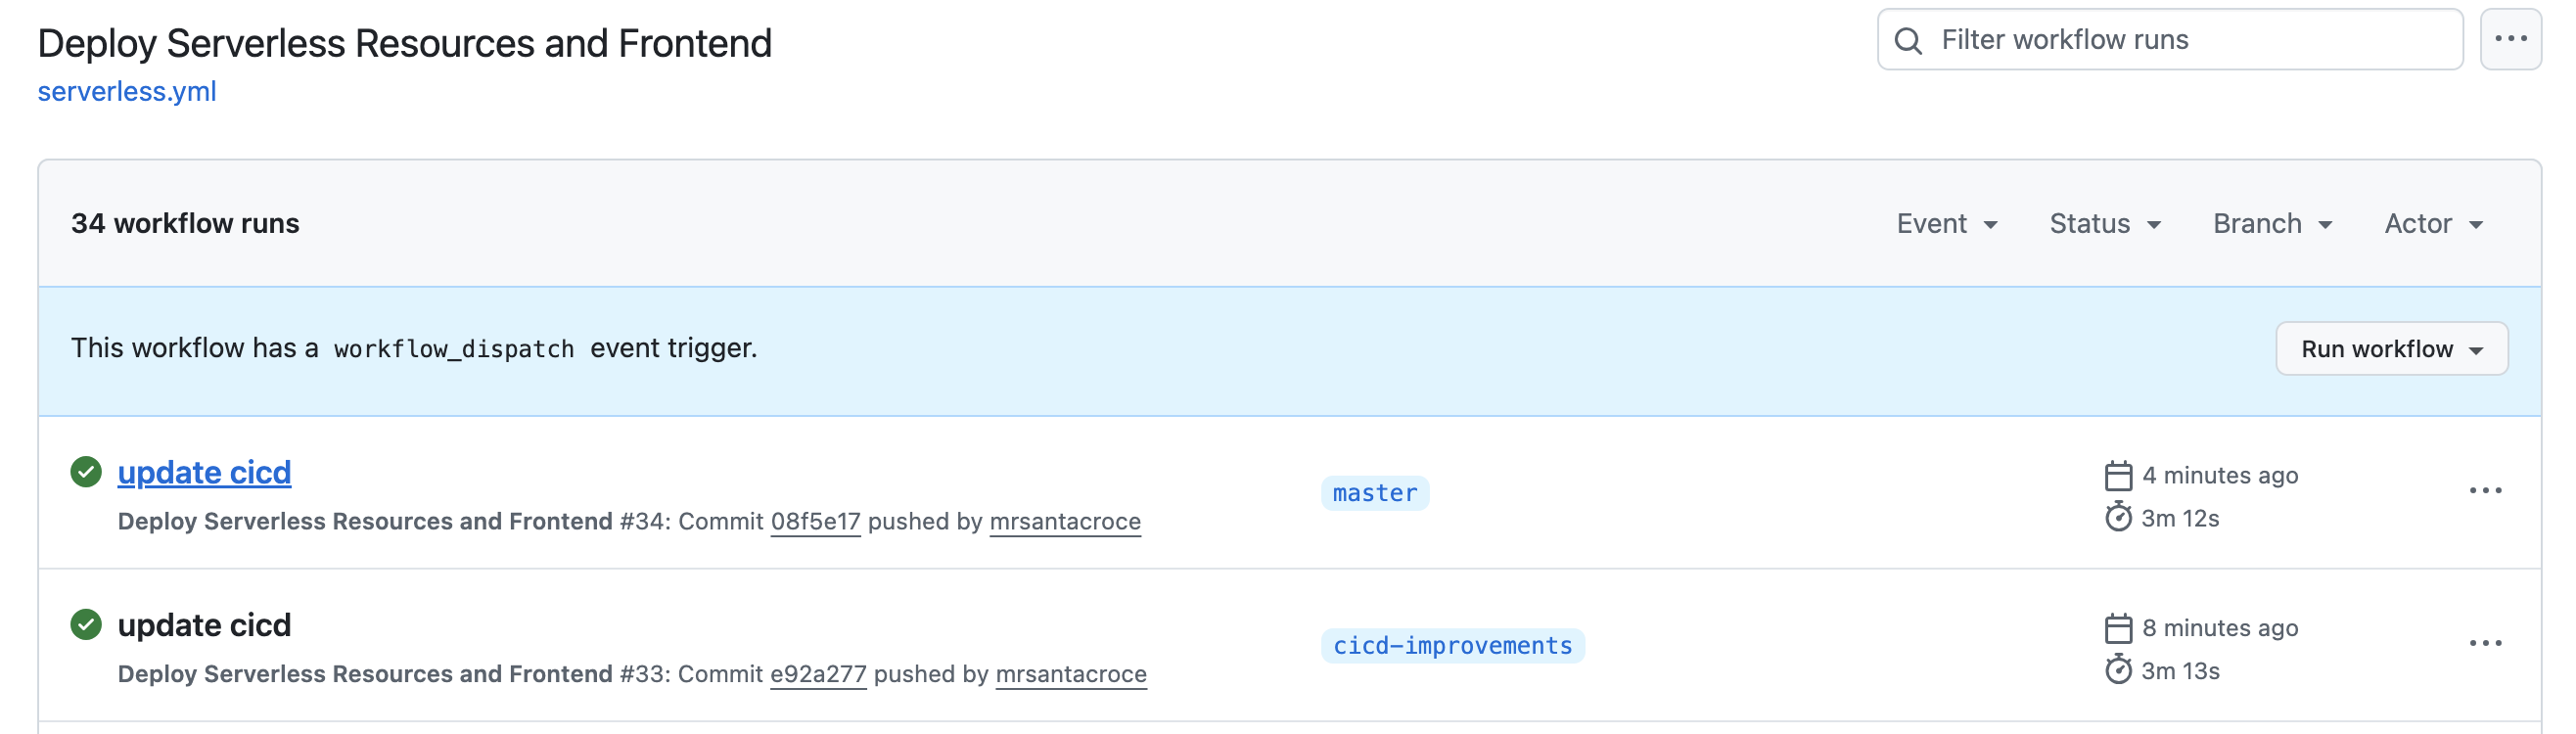 Deploy Serverless Resources and Frontend
Filter workflow runs
serverless.yml
34 workflow runs
Event Status Branch Actor
This workflow has a workflow_dispatch event trigger.
Run workflow
update cicd
Deploy Serverless Resources and Frontend #34: Commit 08f5e17 pushed by mrsantacroce
master
4 minutes ago
3m 12s
update cicd
Deploy Serverless Resources and Frontend #33: Commit e92a277 pushed by mrsantacroce
cicd-improvements
8 minutes ago
3m 13s